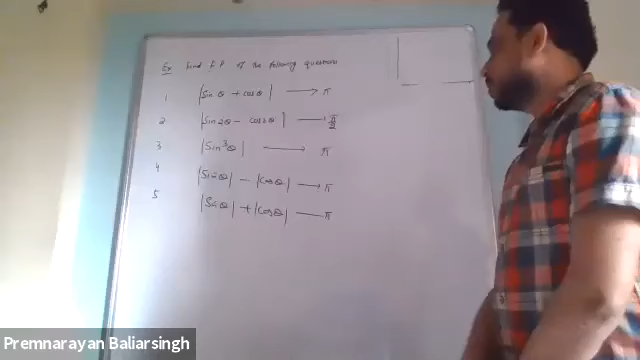 Ex Find F.P of the following questions
1 |Sin θ + cos θ| → π
2 |Sin 2θ - cos 2θ| → π/2
3 |Sin³θ| → π
4 |Sin θ| - |cos θ| → π
5 |Sin θ| + |cos θ| → π
Premnarayan Baliarsingh